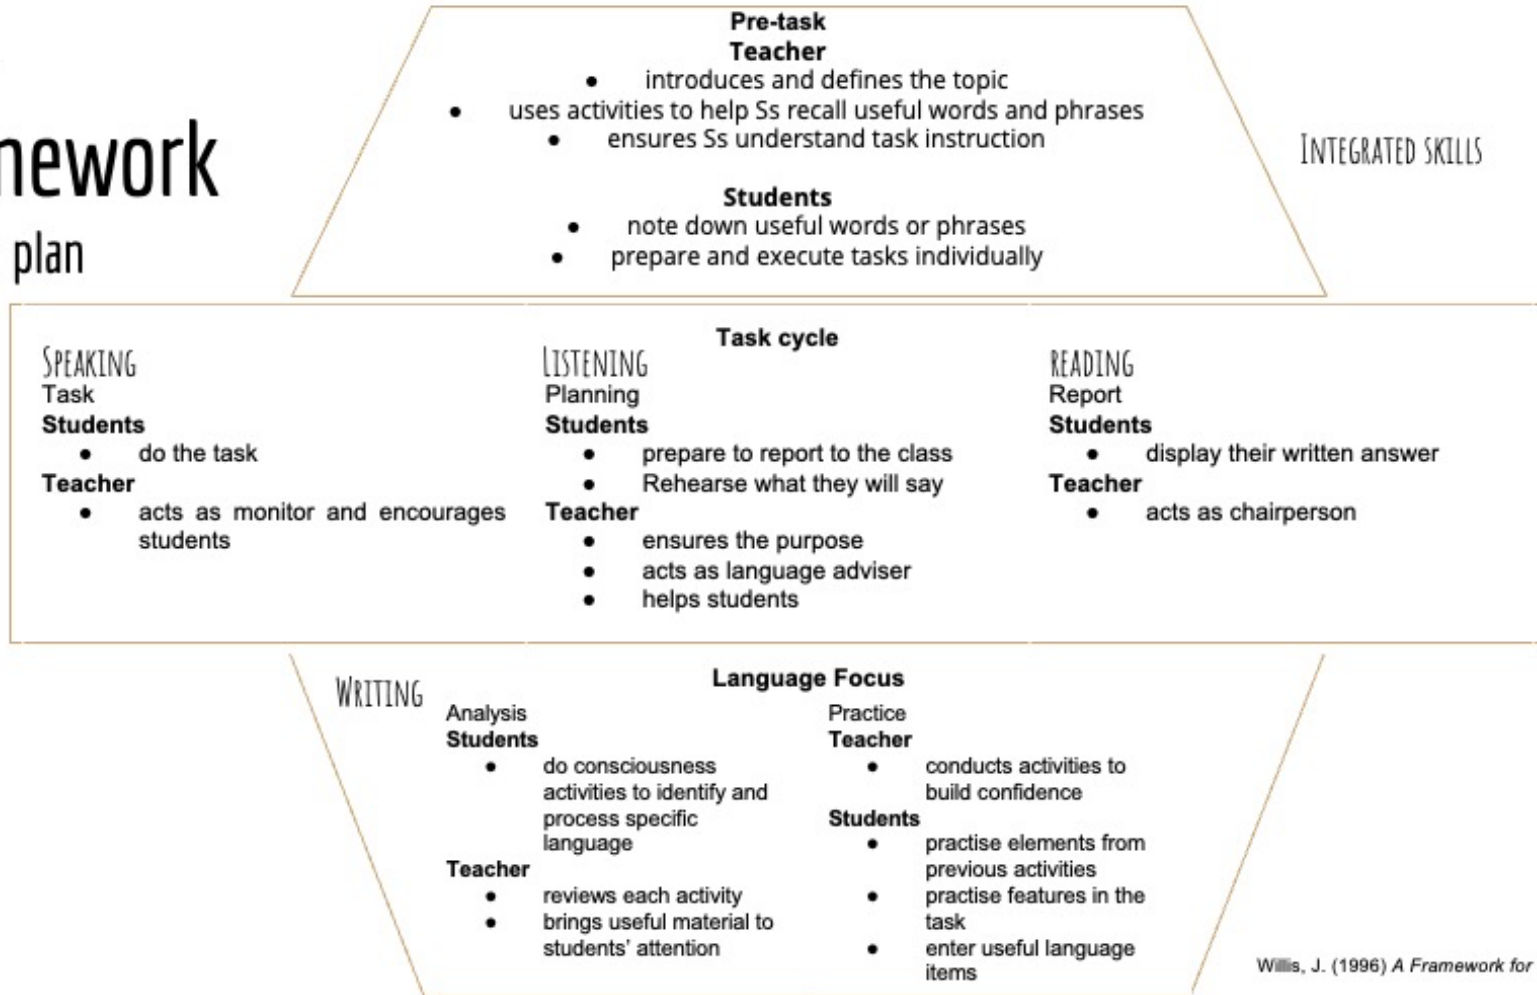 Pre-task
Teacher
• introduces and defines the topic
• uses activities to help Ss recall useful words and phrases
• ensures Ss understand task instruction
Students
• note down useful words or phrases
• prepare and execute tasks individually
mework
plan
INTEGRATED SKILLS
Task cycle
SPEAKING
Task
Students
• do the task
Teacher
• acts as monitor and encourages
students
LISTENING
Planning
Students
• prepare to report to the class
• Rehearse what they will say
Teacher
• ensures the purpose
• acts as language adviser
• helps students
READING
Report
Students
• display their written answer
Teacher
• acts as chairperson
WRITING
Language Focus
Analysis
Students
• do consciousness
activities to identify and
process specific
language
Teacher
• reviews each activity
• brings useful material to
students' attention
Practice
Teacher
• conducts activities to
build confidence
Students
• practise elements from
previous activities
• practise features in the
task
• enter useful language
items
Willis, J. (1996) A Framework for